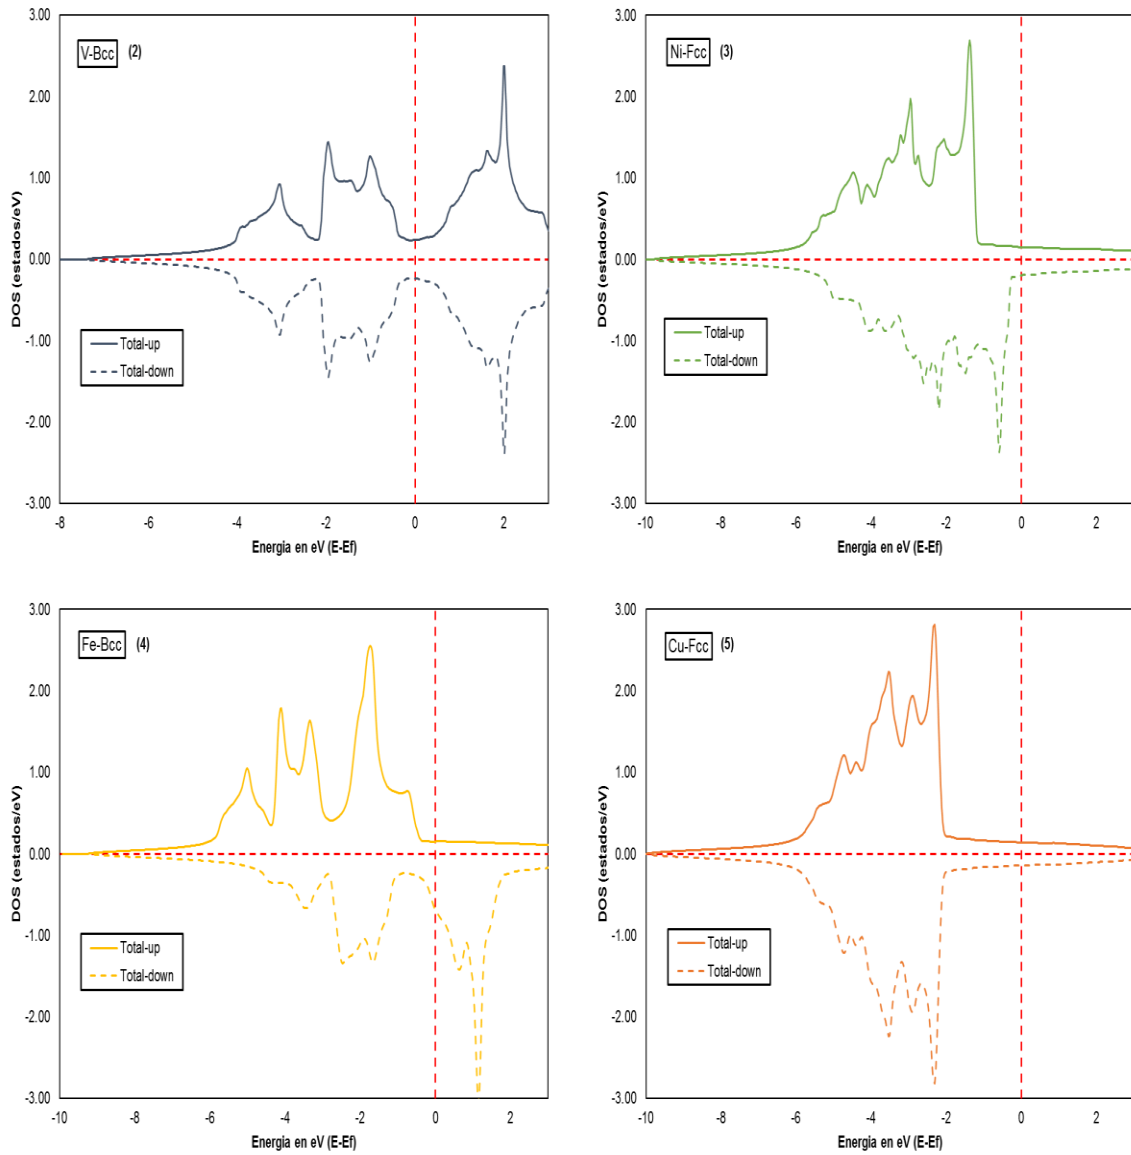 3.00
2.00
1.00
0.00
-1.00
-2.00
-3.00
DOS (estados/eV)
V-Bcc (2)
Total-up
Total-down
-8 -6 -4 -2 0 2
Energia en eV (E-Ef)
3.00
2.00
1.00
0.00
-1.00
-2.00
-3.00
DOS (estados/eV)
Ni-Fcc (3)
Total-up
Total-down
-10 -8 -6 -4 -2 0 2
Energia en eV (E-Ef)
3.00
2.00
1.00
0.00
-1.00
-2.00
-3.00
DOS (estados/eV)
Fe-Bcc (4)
Total-up
Total-down
-10 -8 -6 -4 -2 0 2
Energia en eV (E-Ef)
3.00
2.00
1.00
0.00
-1.00
-2.00
-3.00
DOS (estados/eV)
Cu-Fcc (5)
Total-up
Total-down
-10 -8 -6 -4 -2 0 2
Energia en eV (E-Ef)